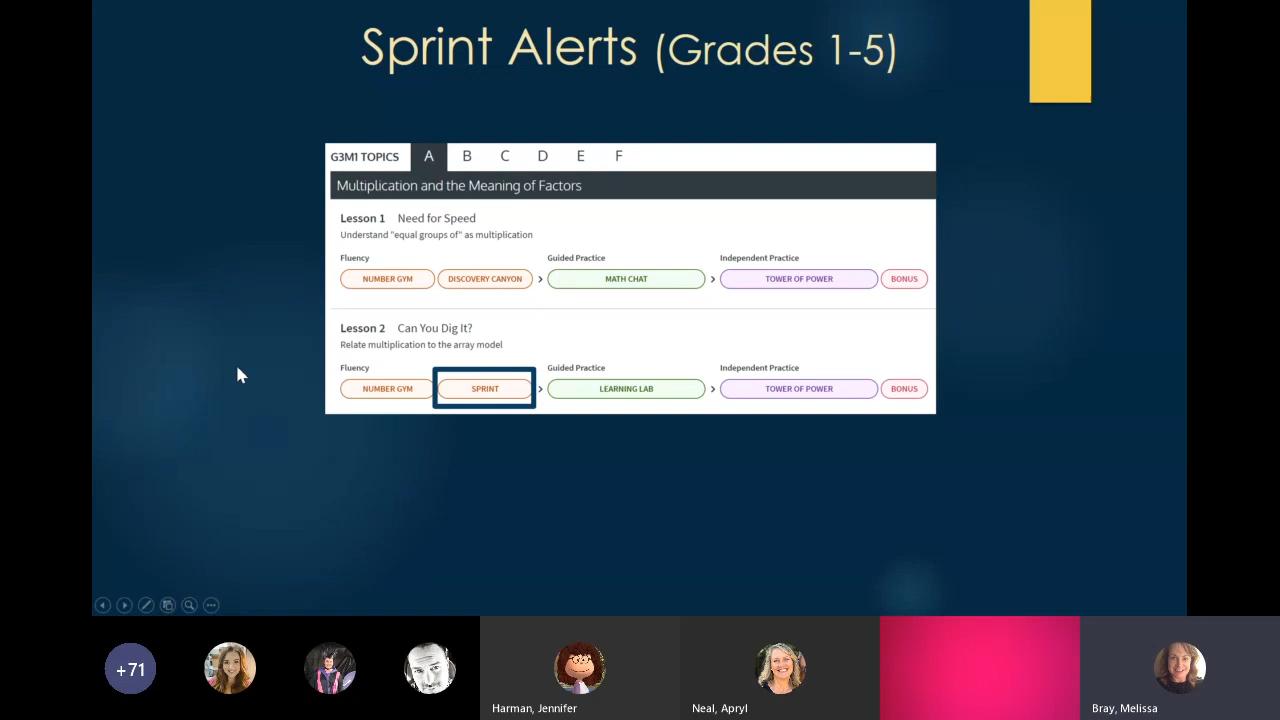 Sprint Alerts (Grades 1-5)
G3M1 TOPICS A B C D E F
Multiplication and the Meaning of Factors
Lesson 1 Need for Speed
Understand "equal groups of" as multiplication
Fluency Guided Practice Independent Practice
NUMBER GYM DISCOVERY CANYON > MATH CHAT > TOWER OF POWER BONUS
Lesson 2 Can You Dig It?
Relate multiplication to the array model
Fluency Guided Practice Independent Practice
NUMBER GYM SPRINT > LEARNING LAB > TOWER OF POWER BONUS
+71
Harman, Jennifer Neal, Apryl Bray, Melissa